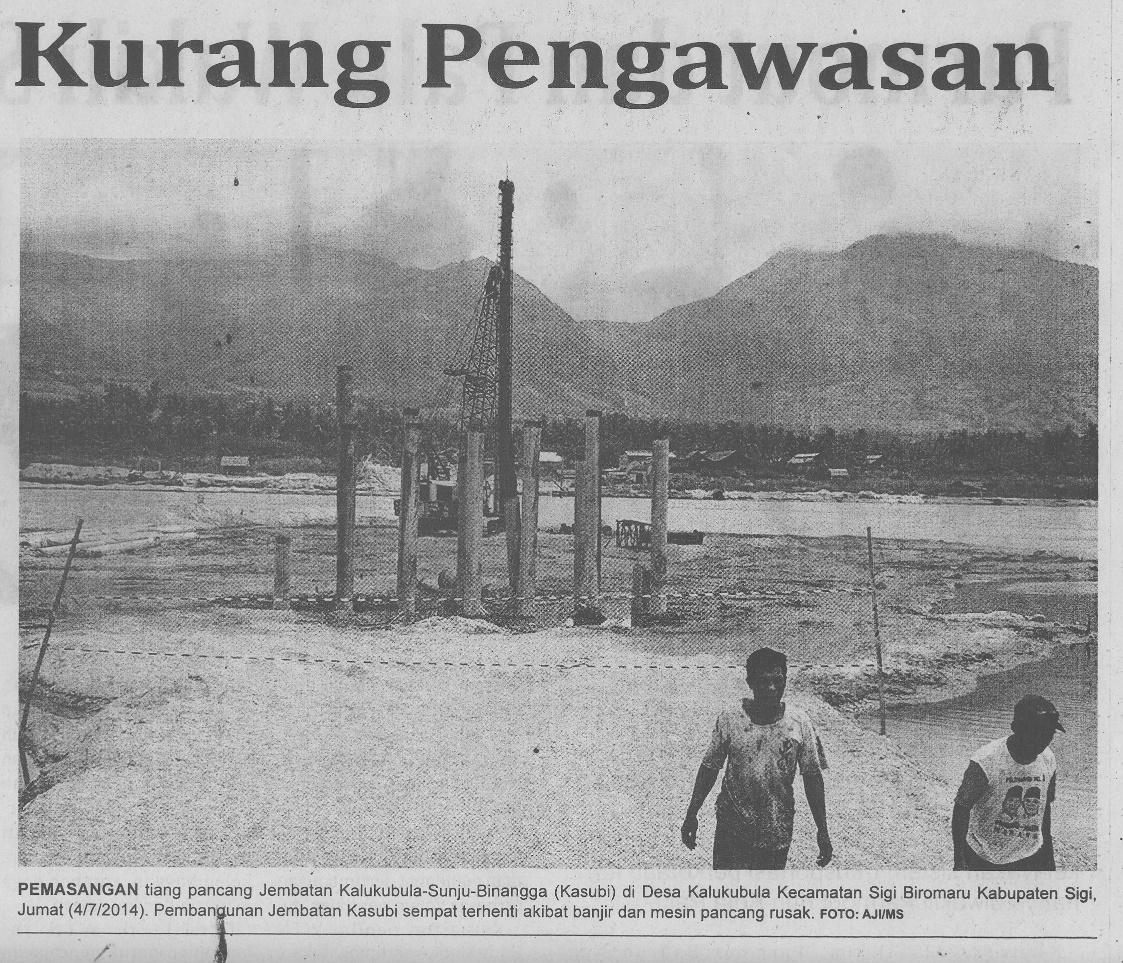 Kurang Pengawasan
PEMASANGAN tiang pancang Jembatan Kalukubula-Sunju-Binangga (Kasubi) di Desa Kalukubula Kecamatan Sigi Biromaru Kabupaten Sigi,
Jumat (4/7/2014). Pembangunan Jembatan Kasubi sempat terhenti akibat banjir dan mesin pancang rusak. FOTO: AJI/MS